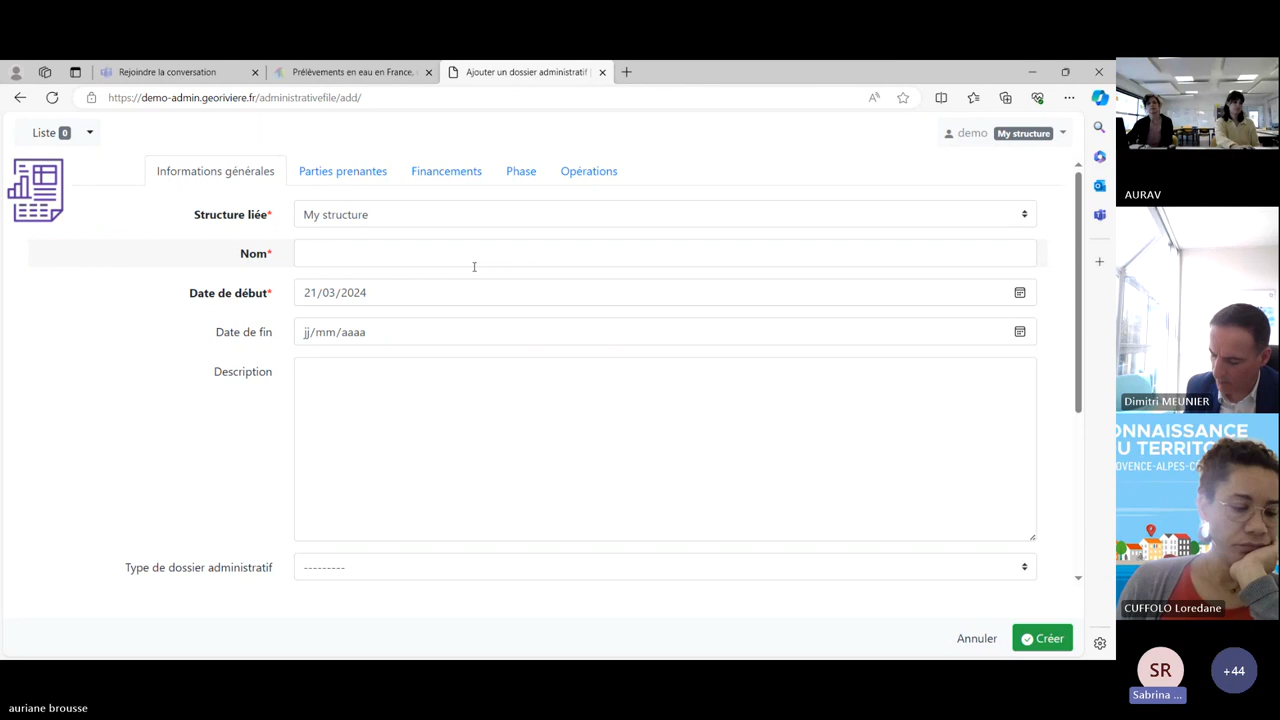 Rejoindre la conversation
Prélèvements en eau en France,
Ajouter un dossier administratif
https://demo-admin.georiviere.fr/administrativefile/add/
Liste 0
demo My structure
Informations générales
Parties prenantes
Financements
Phase
Opérations
Structure liée*
My structure
Nom*
Date de début*
21/03/2024
Date de fin
jj/mm/aaaa
Description
Type de dossier administratif
---------
Annuler
Créer
AURAV
Dimitri MEUNIER
ONNAISSANCE
U TERRITO
OVENCE-ALPES-C
CUFFOLO Loredane
SR
Sabrina ...
+44
auriane brousse